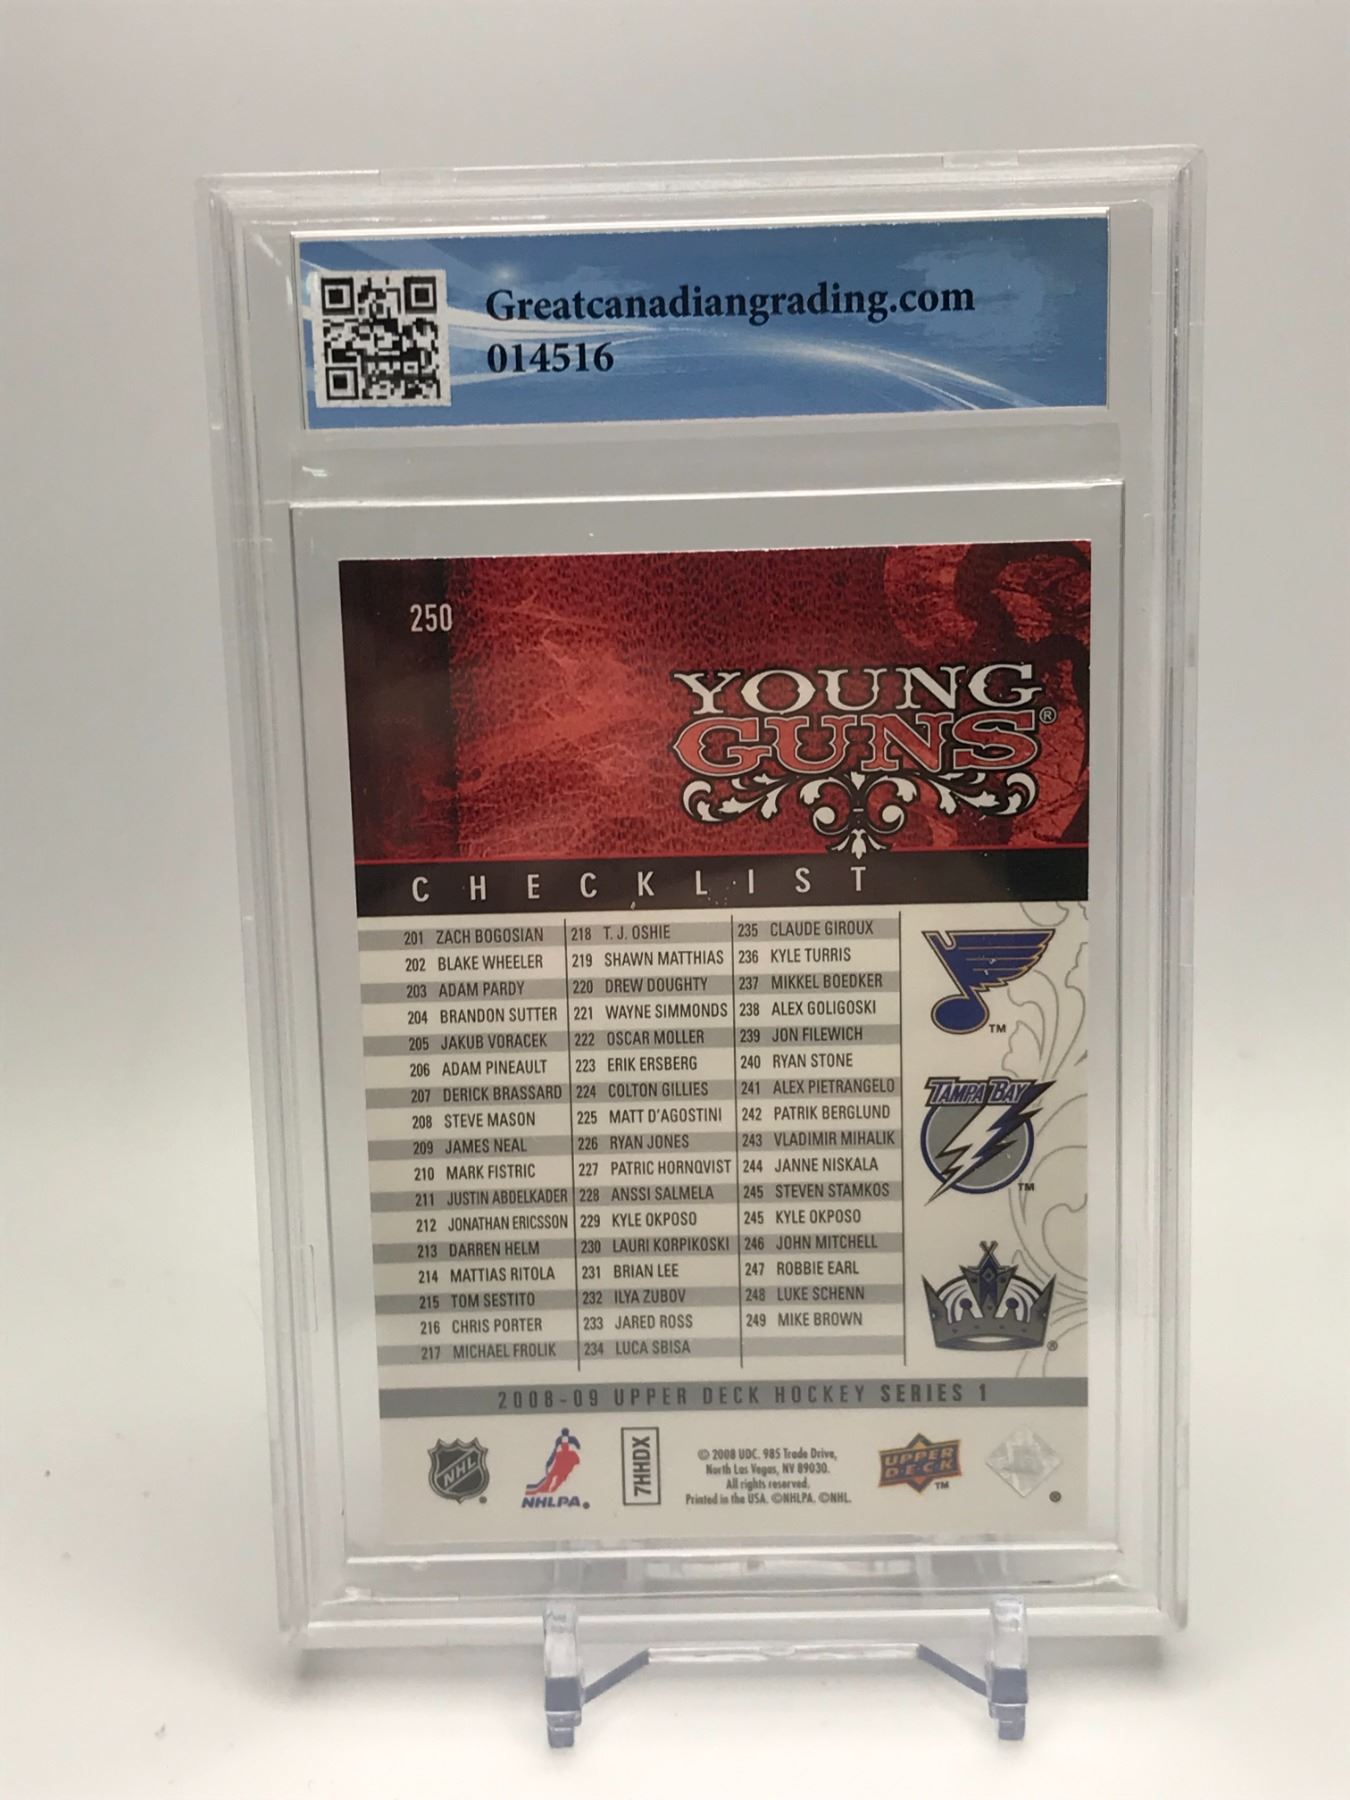 Greatcanadiangrading.com
014516
250
YOUNG
GUNS®
CHECKLIST
201 ZACH BOGOSIAN
202 BLAKE WHEELER
203 ADAM PARDY
204 BRANDON SUTTER
205 JAKUB VORACEK
206 ADAM PINEAULT
207 DERICK BRASSARD
208 STEVE MASON
209 JAMES NEAL
210 MARK FISTRIC
211 JUSTIN ABDELKADER
212 JONATHAN ERICSSON
213 DARREN HELM
214 MATTIAS RITOLA
215 TOM SESTITO
216 CHRIS PORTER
217 MICHAEL FROLIK
218 T. J. OSHIE
219 SHAWN MATTHIAS
220 DREW DOUGHTY
221 WAYNE SIMMONDS
222 OSCAR MOLLER
223 ERIK ERSBERG
224 COLTON GILLIES
225 MATT D'AGOSTINI
226 RYAN JONES
227 PATRIC HORNQVIST
228 ANSSI SALMELA
229 KYLE OKPOSO
230 LAURI KORPIKOSKI
231 BRIAN LEE
232 ILYA ZUBOV
233 JARED ROSS
234 LUCA SBISA
235 CLAUDE GIROUX
236 KYLE TURRIS
237 MIKKEL BOEDKER
238 ALEX GOLIGOSKI
239 JON FILEWICH
240 RYAN STONE
241 ALEX PIETRANGELO
242 PATRIK BERGLUND
243 VLADIMIR MIHALIK
244 JANNE NISKALA
245 STEVEN STAMKOS
245 KYLE OKPOSO
246 JOHN MITCHELL
247 ROBBIE EARL
248 LUKE SCHENN
249 MIKE BROWN
TM
TAMPA BAY
TM
®
2008-09 UPPER DECK HOCKEY SERIES 1
NHL®
NHLPA®
7HHDX
© 2008 UDC. 985 Trade Drive,
North Las Vegas, NV 89030.
All rights reserved.
Printed in the USA. ©NHLPA. ©NHL.
UPPER
DECK
TM
®